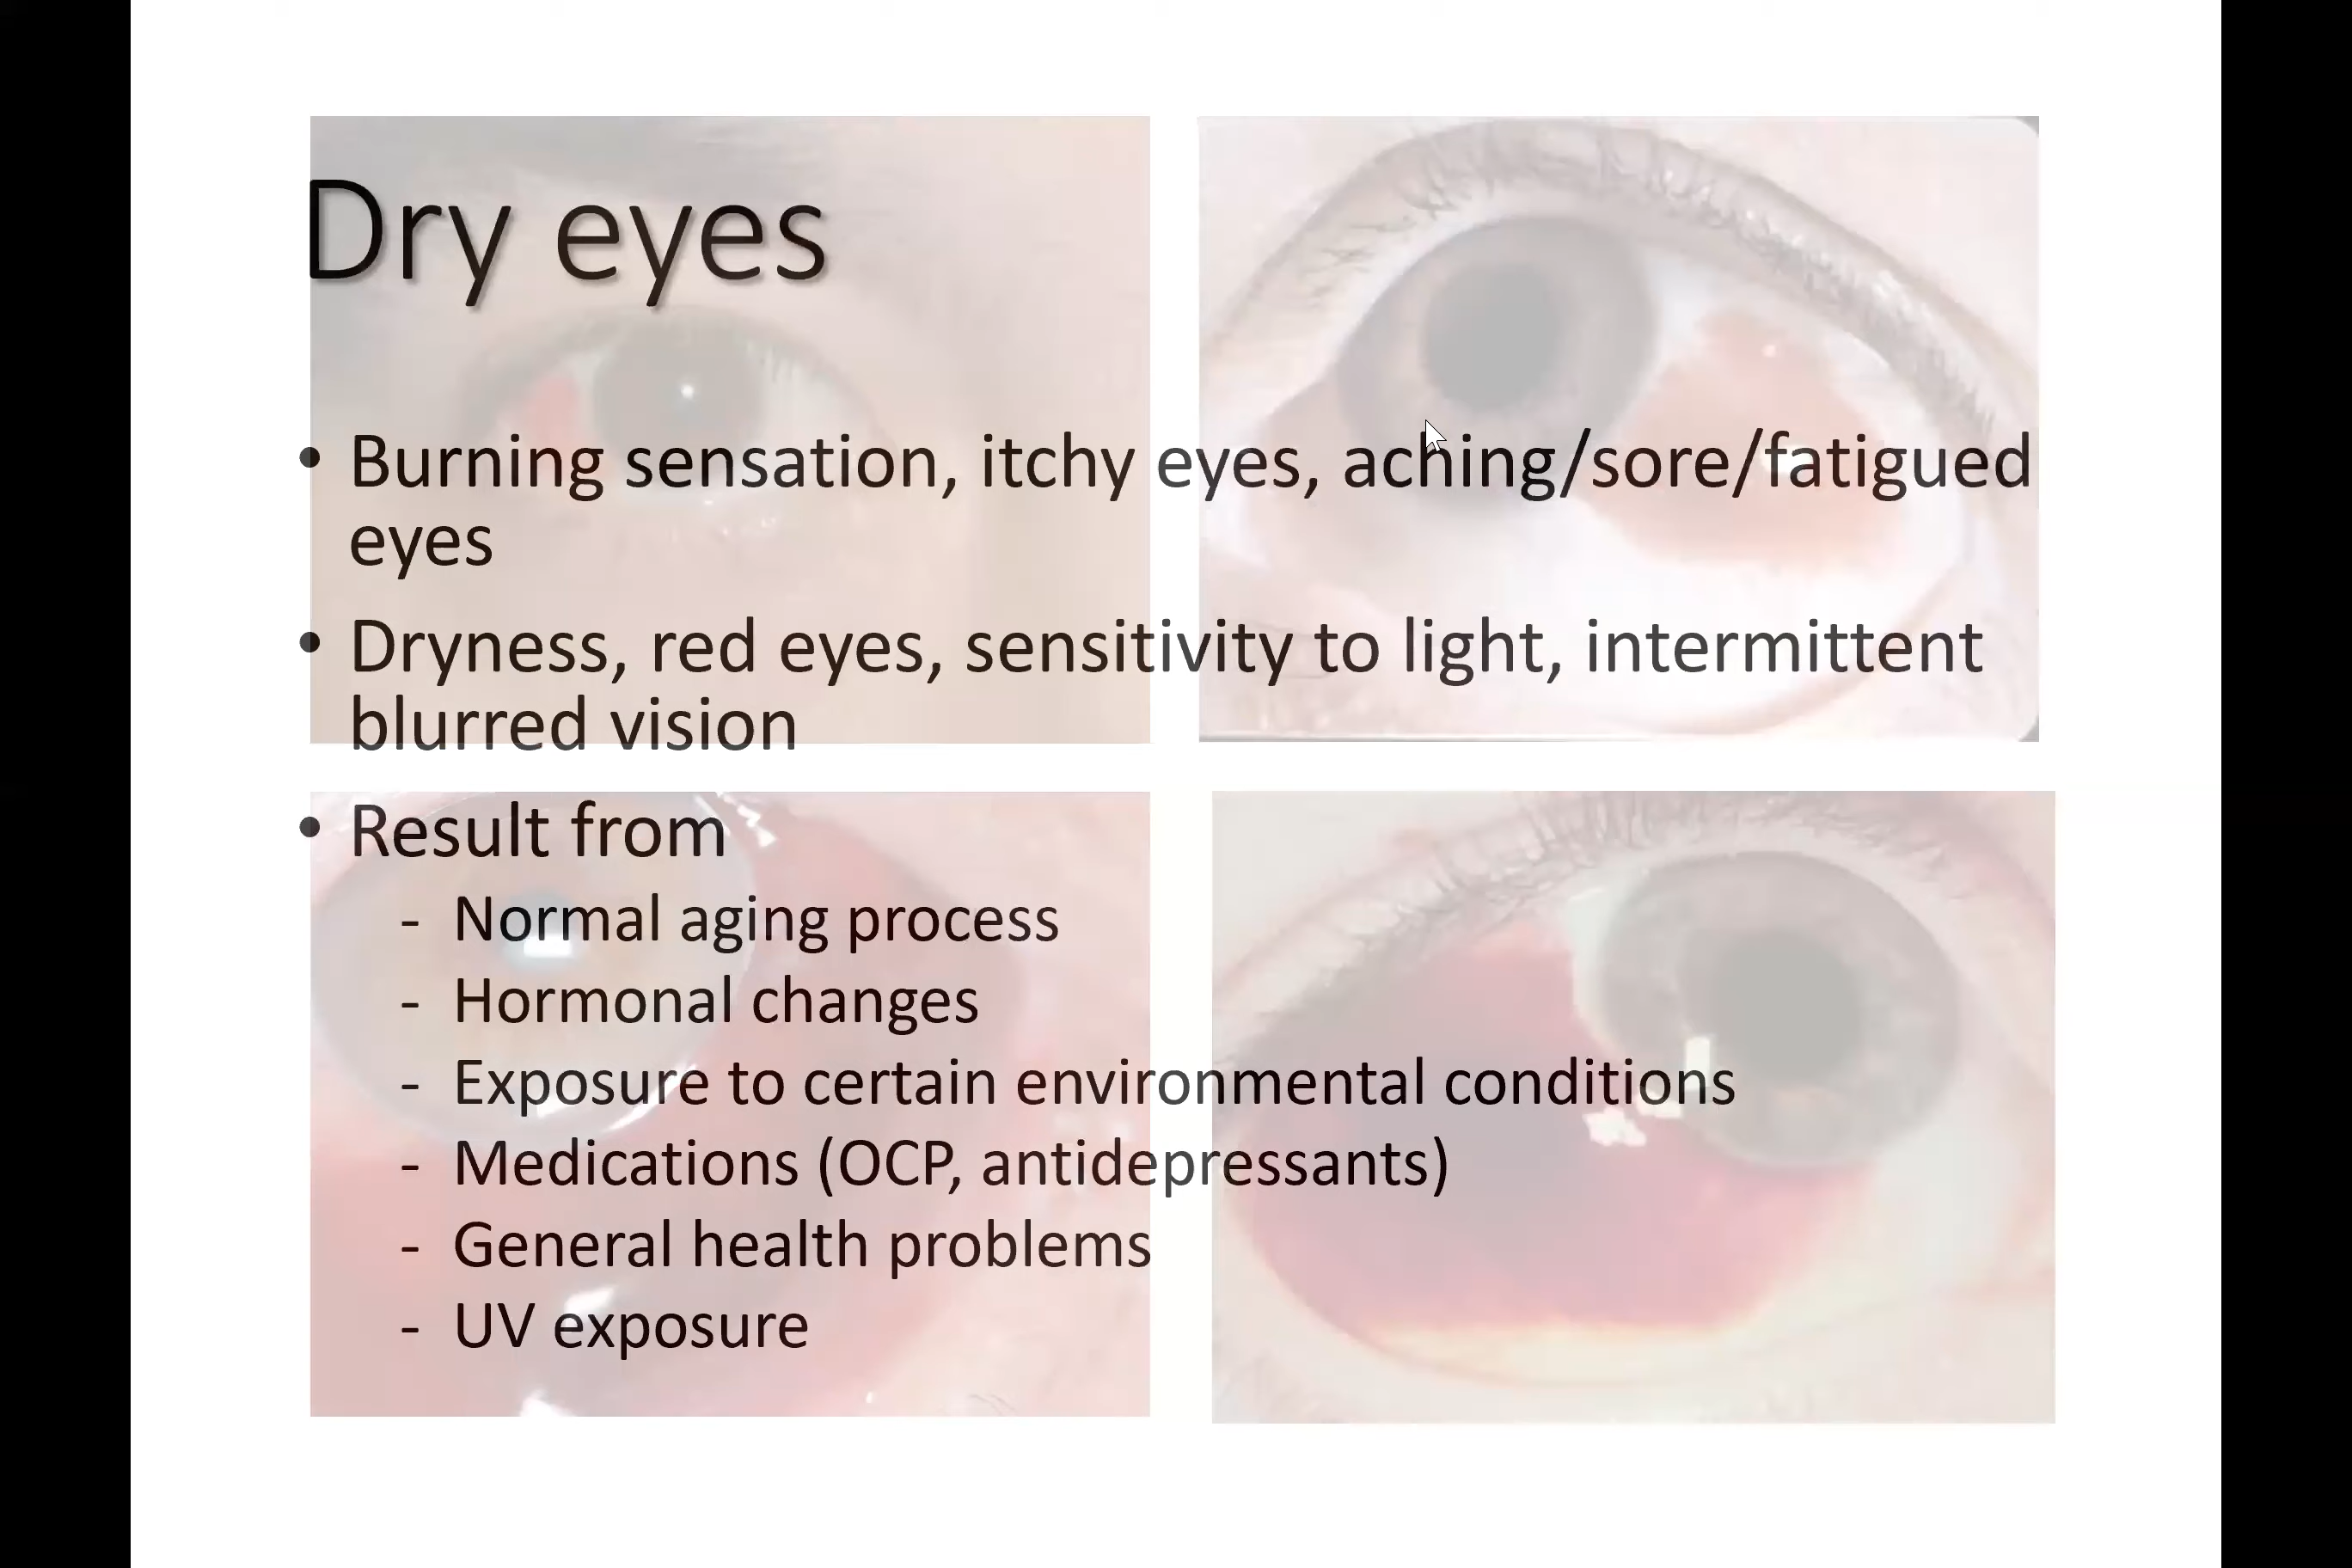 Dry eyes
• Burning sensation, itchy eyes, aching/sore/fatigued
eyes
• Dryness, red eyes, sensitivity to light, intermittent
blurred vision
• Result from
- Normal aging process
- Hormonal changes
- Exposure to certain environmental conditions
- Medications (OCP, antidepressants)
- General health problems
- UV exposure